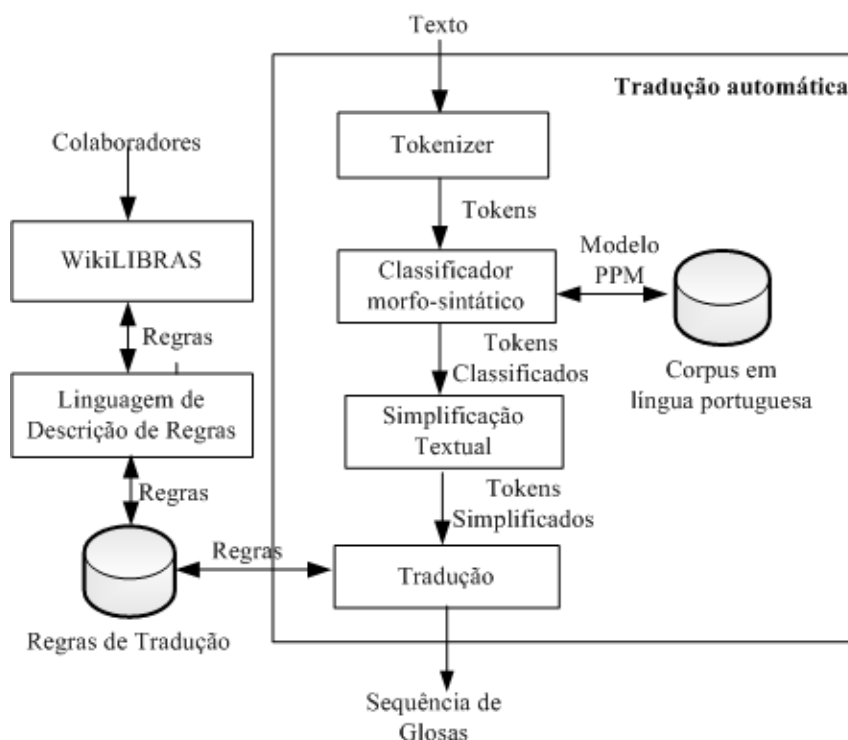 Texto
Tradução automática
Tokenizer
Colaboradores
Tokens
WikiLIBRAS
Classificador
morfo-sintático
Modelo
PPM
Regras
Tokens
Classificados
Corpus em
língua portuguesa
Linguagem de
Descrição de Regras
Simplificação
Textual
Regras
Tokens
Simplificados
Regras
Tradução
Regras de Tradução
Sequência de
Glosas